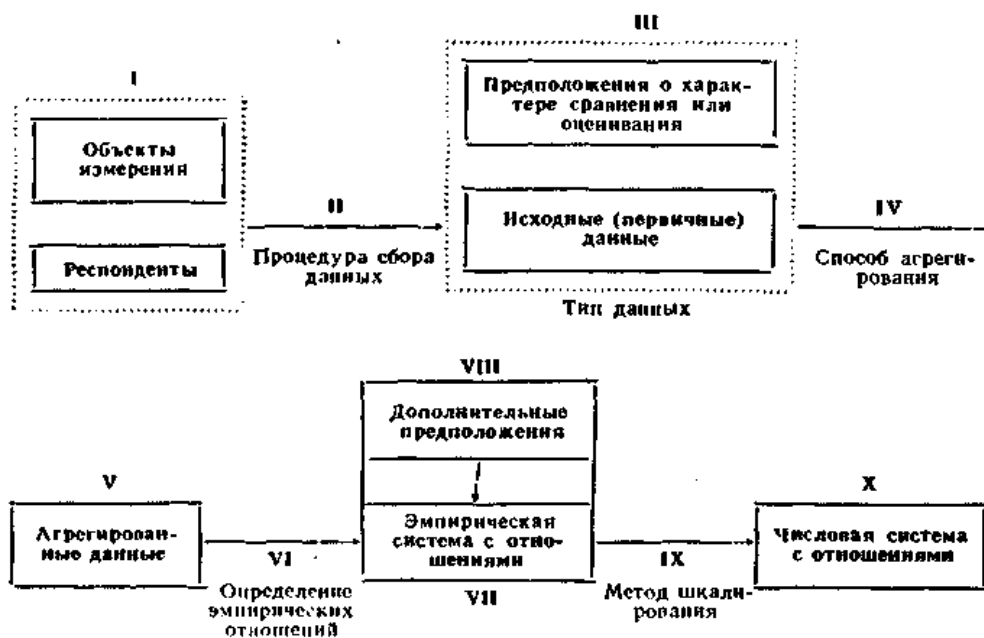 I
Объекты
измерения
Респонденты
II
Процедура сбора
данных
III
Предположения о харак-
тере сравнения или
оценивания
Исходные (первичные)
данные
Тип данных
IV
Способ агреги-
рования
V
Агрегирован-
ные данные
VI
Определение
эмпирических
отношений
VIII
Дополнительные
предположения
Эмпирическая
система с отно-
шениями
VII
IX
Метод шкали-
рования
X
Числовая система
с отношениями